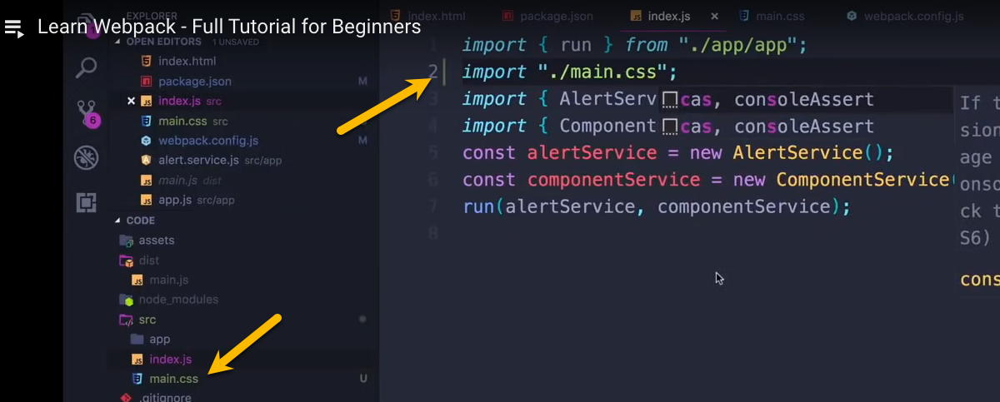 Learn Webpack - Full Tutorial for Beginners
EXPLORER
OPEN EDITORS 1 UNSAVED
index.html
package.json M
index.js src
main.css src
webpack.config.js M
alert.service.js src/app
main.js dist
app.js src/app
6
CODE
assets
dist
main.js
node_modules
src
app
index.js
main.css U
.gitignore
index.html package.json index.js main.css webpack.config.js
1 import { run } from "./app/app";
2 import "./main.css";
3 import { AlertServ cas, consoleAssert
4 import { Component cas, consoleAssert
5 const alertService = new AlertService();
6 const componentService = new ComponentService(
7 run(alertService, componentService);
8
If t
sion
age
onso
ck t
S6)
cons